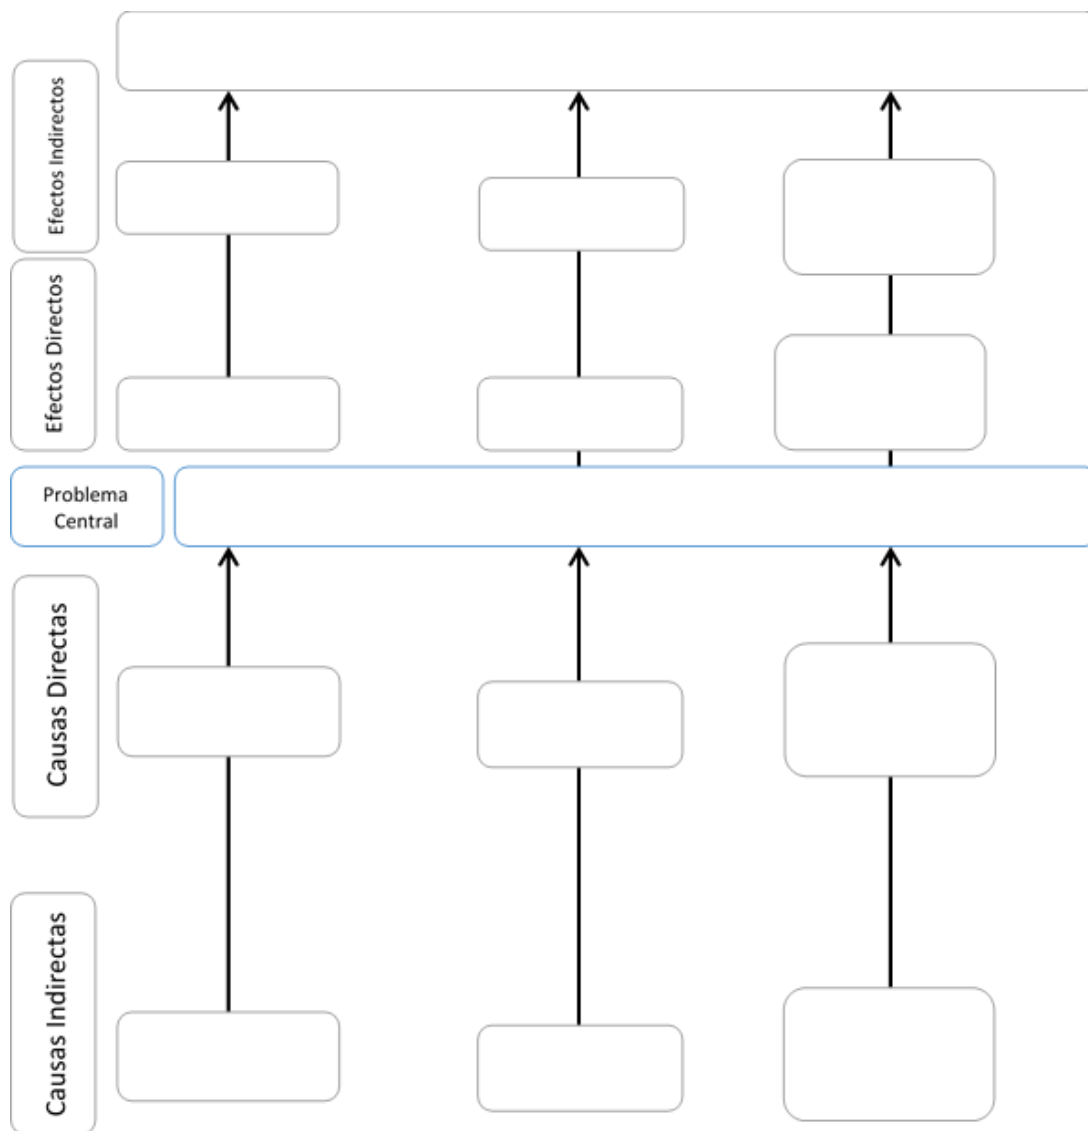 Efectos Indirectos
Efectos Directos
Problema
Central
Causas Directas
Causas Indirectas